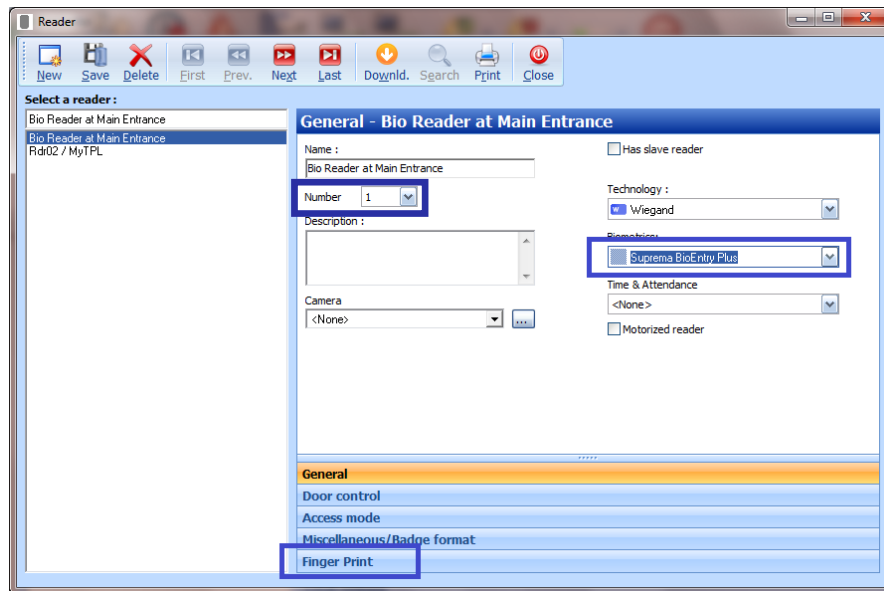 Reader
New Save Delete First Prev. Next Last Downld. Search Print Close
Select a reader :
Bio Reader at Main Entrance
Bio Reader at Main Entrance
Rdr02 / MyTPL
General - Bio Reader at Main Entrance
Name :
Bio Reader at Main Entrance
Number 1
Description :
Camera
<None>
...
Has slave reader
Technology :
Wiegand
Biometrics:
Suprema BioEntry Plus
Time & Attendance
<None>
Motorized reader
General
Door control
Access mode
Miscellaneous/Badge format
Finger Print